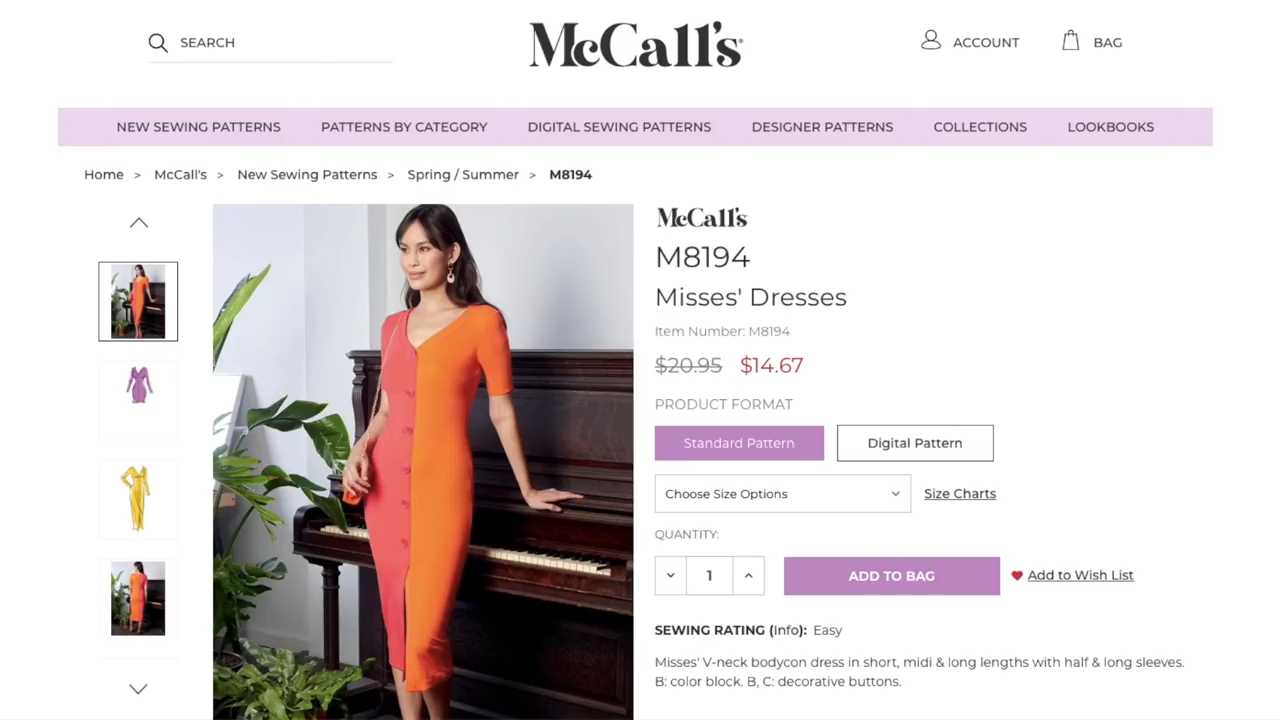 SEARCH
McCall's
ACCOUNT
BAG
NEW SEWING PATTERNS
PATTERNS BY CATEGORY
DIGITAL SEWING PATTERNS
DESIGNER PATTERNS
COLLECTIONS
LOOKBOOKS
Home > McCall's > New Sewing Patterns > Spring / Summer > M8194
McCall's
M8194
Misses' Dresses
Item Number: M8194
$20.95 $14.67
PRODUCT FORMAT
Standard Pattern
Digital Pattern
Choose Size Options
Size Charts
QUANTITY:
1
ADD TO BAG
Add to Wish List
SEWING RATING (Info): Easy
Misses' V-neck bodycon dress in short, midi & long lengths with half & long sleeves.
B: color block. B, C: decorative buttons.